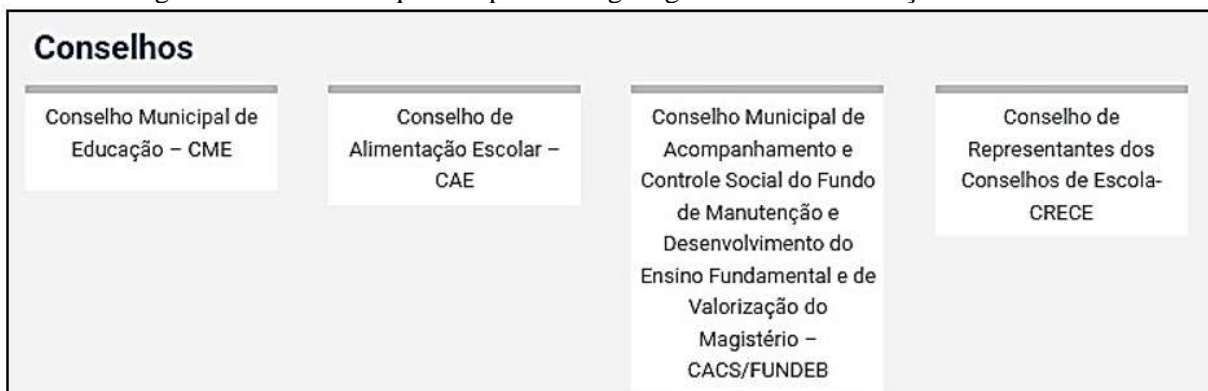 Conselhos
Conselho Municipal de
Educação – CME
Conselho de
Alimentação Escolar –
CAE
Conselho Municipal de
Acompanhamento e
Controle Social do Fundo
de Manutenção e
Desenvolvimento do
Ensino Fundamental e de
Valorização do
Magistério –
CACS/FUNDEB
Conselho de
Representantes dos
Conselhos de Escola-
CRECE